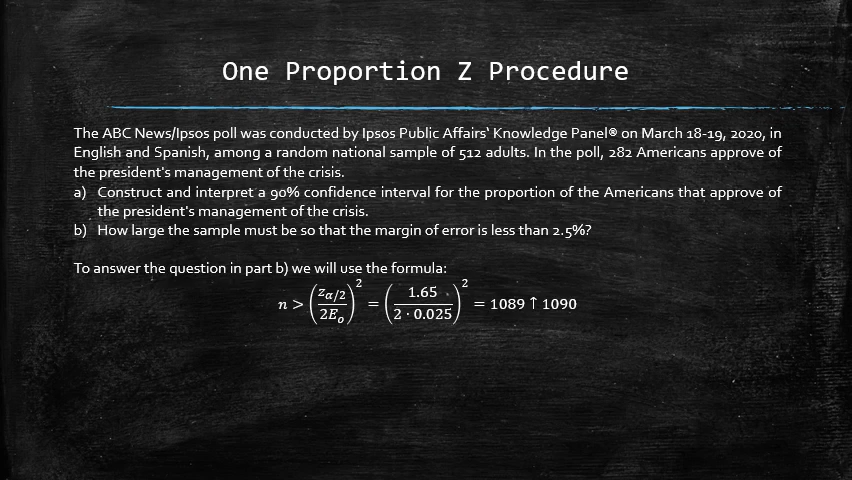 One Proportion Z Procedure
The ABC News/Ipsos poll was conducted by Ipsos Public Affairs‘ Knowledge Panel® on March 18-19, 2020, in
English and Spanish, among a random national sample of 512 adults. In the poll, 282 Americans approve of
the president's management of the crisis.
a) Construct and interpret a 90% confidence interval for the proportion of the Americans that approve of
the president's management of the crisis.
b) How large the sample must be so that the margin of error is less than 2.5%?
To answer the question in part b) we will use the formula:
n > (z_{α/2} / 2E_o)^2 = (1.65 / 2 · 0.025)^2 = 1089 ↑ 1090